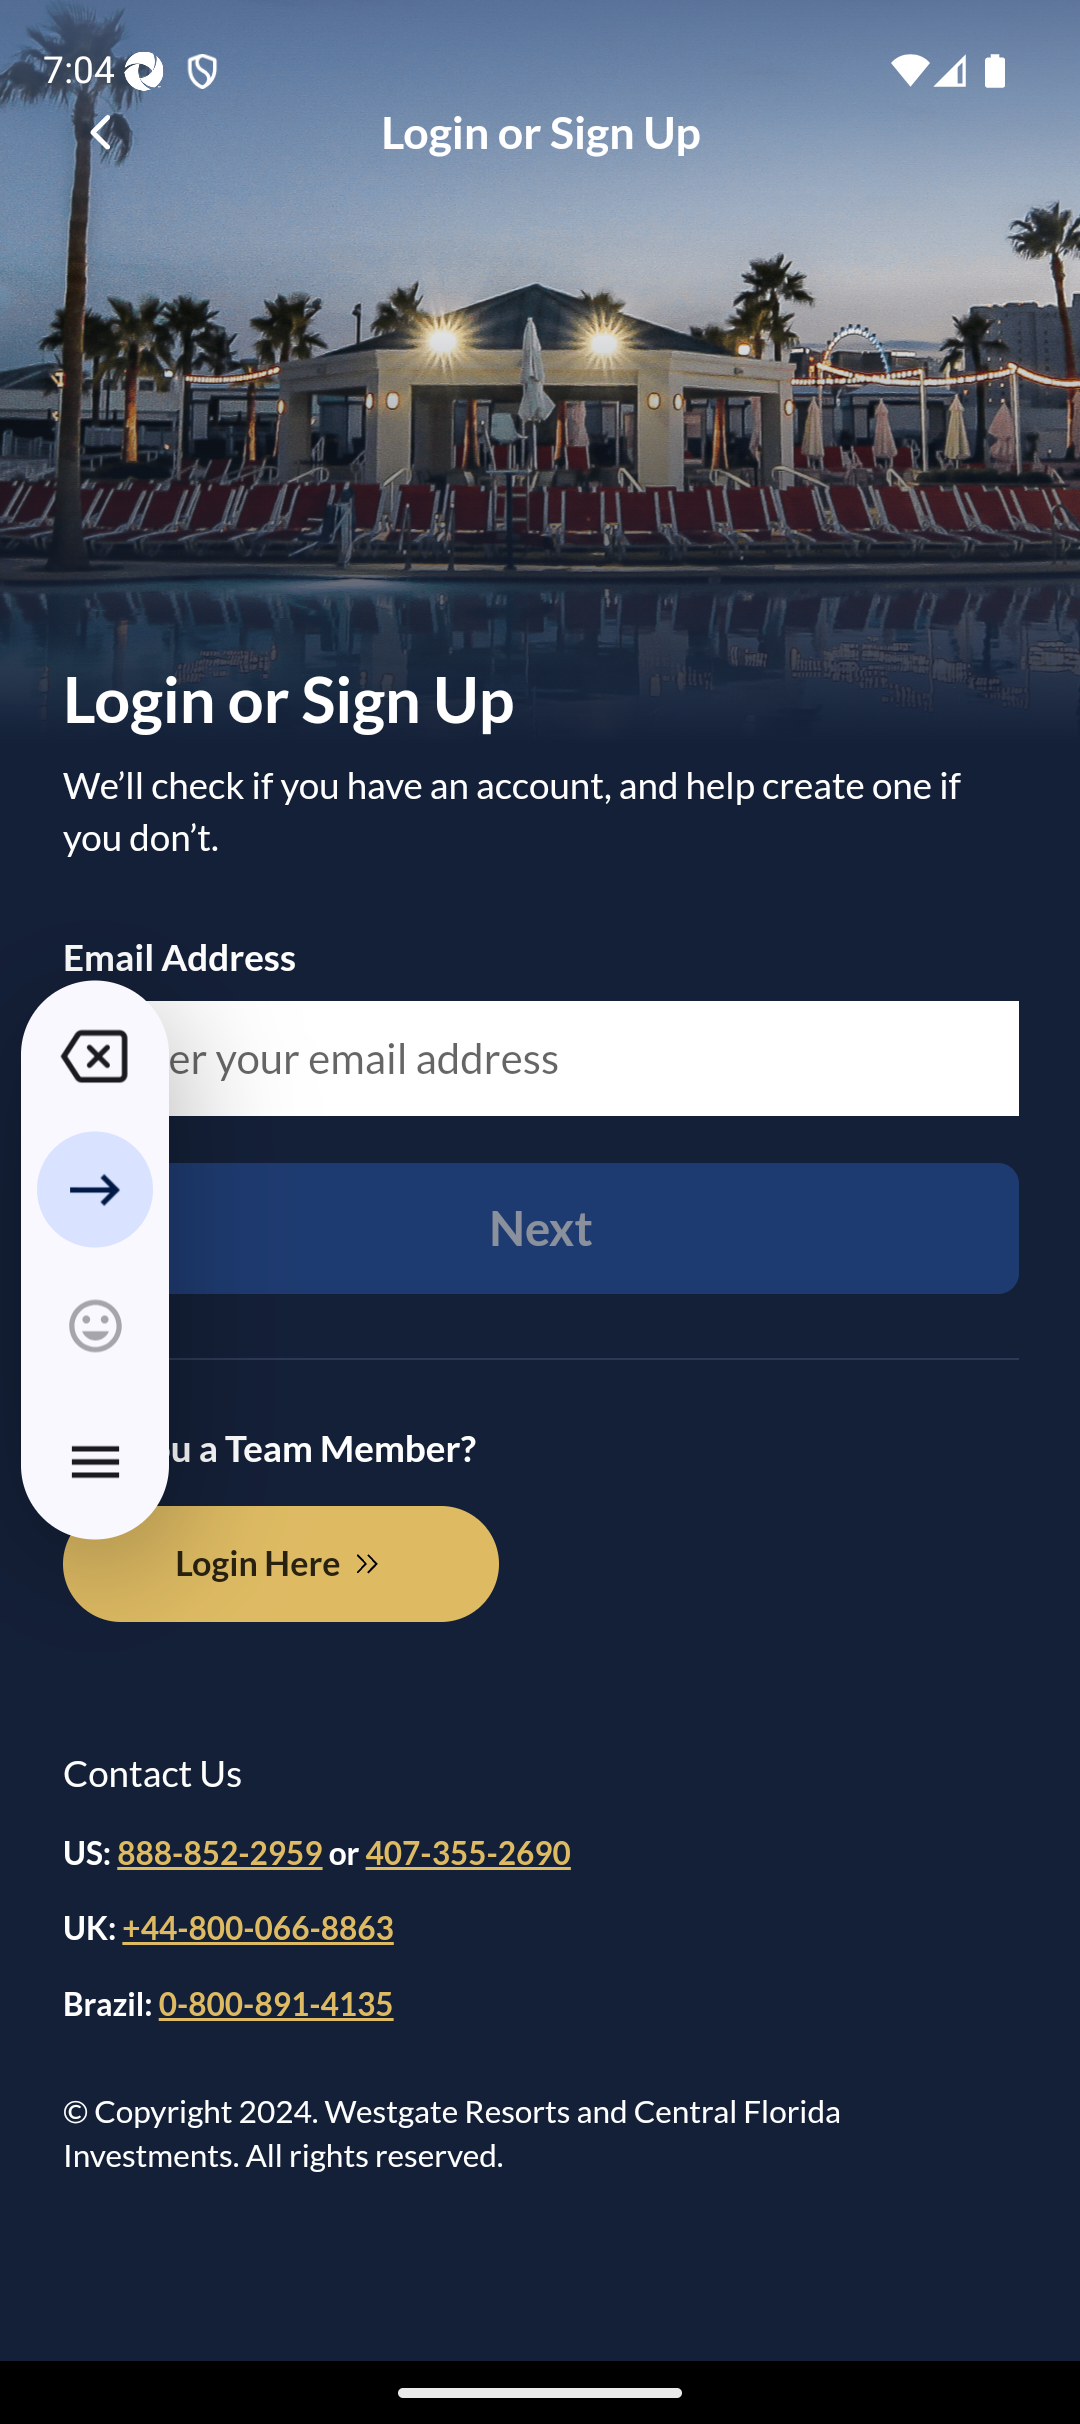 7:04
Login or Sign Up
Login or Sign Up
We’ll check if you have an account, and help create one if
you don’t.
Email Address
er your email address
Next
u a Team Member?
Login Here
Contact Us
US: 888-852-2959 or 407-355-2690
UK: +44-800-066-8863
Brazil: 0-800-891-4135
© Copyright 2024. Westgate Resorts and Central Florida
Investments. All rights reserved.